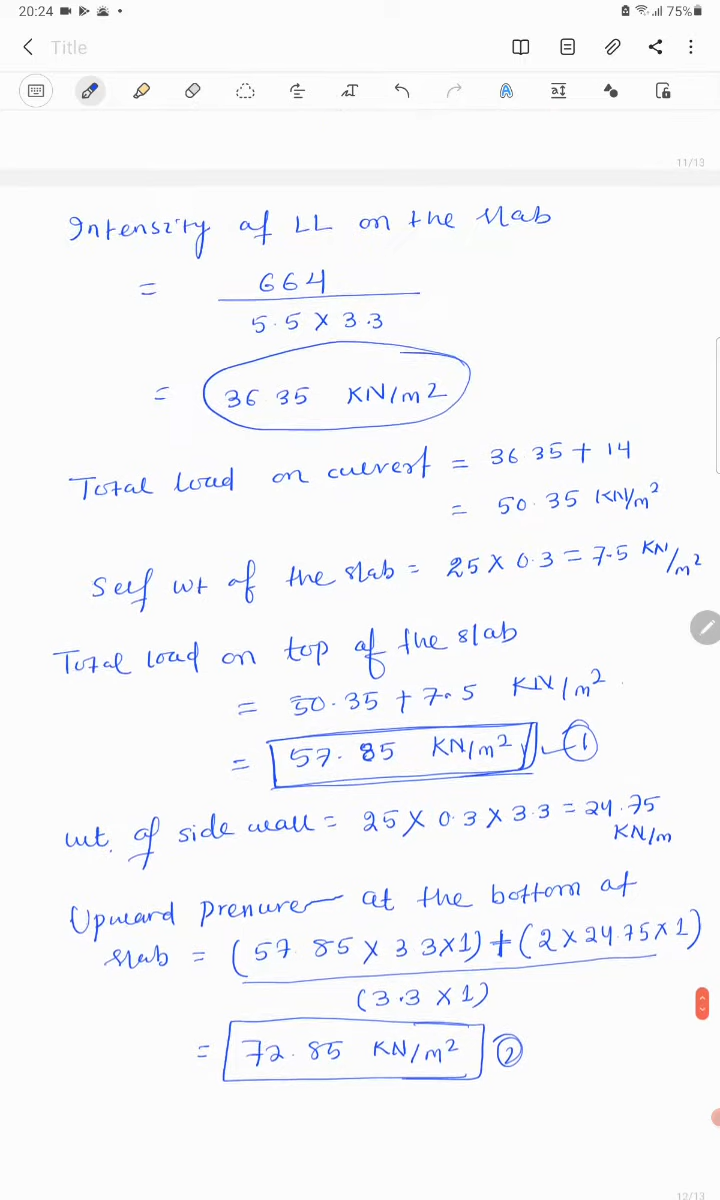 20:24 75%
Title
11/13
Intensity of LL on the slab
= 664
5.5 X 3.3
= 36 35 KN/m2
Total load on culvert = 36 35 + 14
= 50.35 KN/m2
Self wt of the slab = 25 X 0.3 = 7.5 KN/m2
Total load on top of the slab
= 50.35 + 7.5 KN/m2
= 57.85 KN/m2 1
wt. of side wall = 25 X 0.3 X 3.3 = 24.75
KN/m
Upward pressure at the bottom of
slab = (57 85 X 3 3X1) + (2 X 24.75 X 1)
(3.3 X 1)
= 72.85 KN/m2 2
12/13